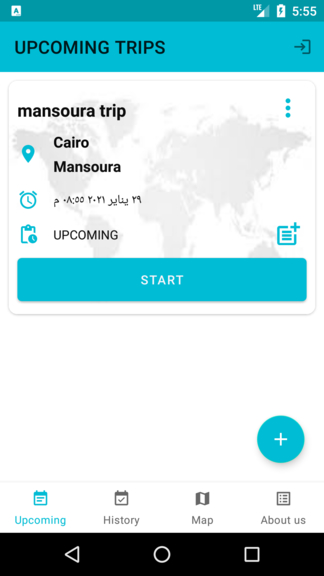 LTE 5:55
UPCOMING TRIPS
mansoura trip
Cairo
Mansoura
٢٩ يناير ٢٠٢١ ٠٨:٥٥ م
UPCOMING
START
Upcoming
History
Map
About us